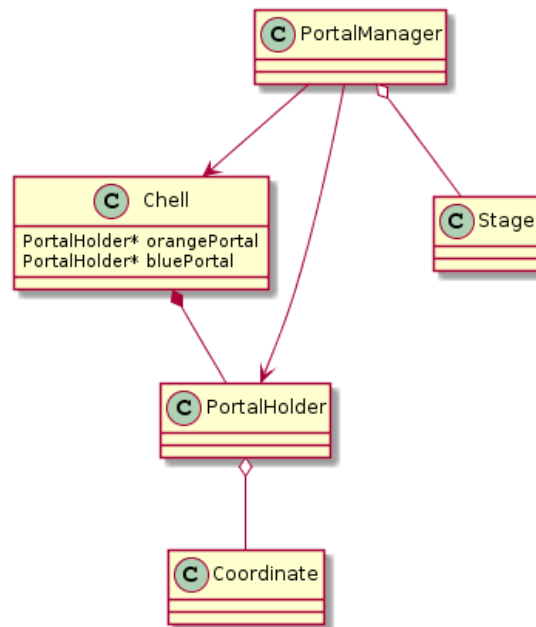 C PortalManager
C Chell
PortalHolder* orangePortal
PortalHolder* bluePortal
C Stage
C PortalHolder
C Coordinate